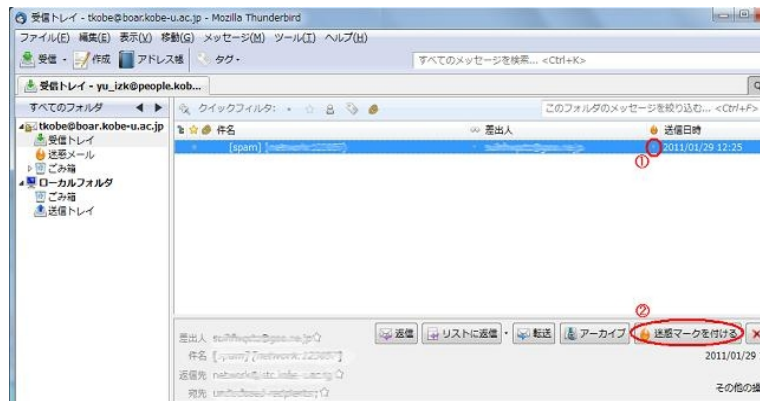 受信トレイ - tkobe@boar.kobe-u.ac.jp - Mozilla Thunderbird
ファイル(F) 編集(E) 表示(V) 移動(G) メッセージ(M) ツール(T) ヘルプ(H)
受信 作成 アドレス帳 タグ すべてのメッセージを検索... <Ctrl+K>
受信トレイ - yu_izk@people.kob...
すべてのフォルダ クイックフィルタ: このフォルダのメッセージを絞り込む... <Ctrl+F>
tkobe@boar.kobe-u.ac.jp 件名 差出人 送信日時
受信トレイ [spam] 2011/01/29 12:25
迷惑メール ①
ごみ箱
ローカルフォルダ
ごみ箱
送信トレイ
②
差出人 返信 リストに返信 転送 アーカイブ 迷惑マークを付ける
件名 2011/01/29
返信先
宛先 その他の操